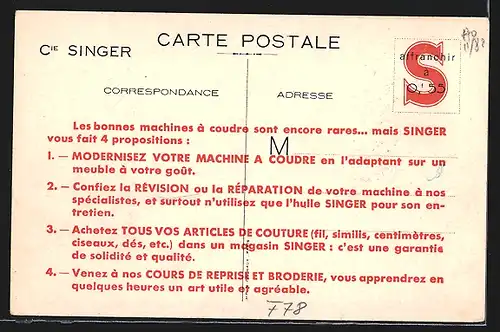 CARTE POSTALE
Cie SINGER
CORRESPONDANCE
ADRESSE
S
affranchir
à
0,55
M
Les bonnes machines à coudre sont encore rares... mais SINGER
vous fait 4 propositions :
1. — MODERNISEZ VOTRE MACHINE A COUDRE en l'adaptant sur un
meuble à votre goût.
2. — Confiez la RÉVISION ou la RÉPARATION de votre machine à nos
spécialistes, et surtout n'utilisez que l'huile SINGER pour son en-
tretien.
3. — Achetez TOUS VOS ARTICLES DE COUTURE (fil, similis, centimètres,
ciseaux, dés, etc.) dans un magasin SINGER : c'est une garantie
de solidité et qualité.
4. — Venez à nos COURS DE REPRISE ET BRODERIE, vous apprendrez en
quelques heures un art utile et agréable.
F78